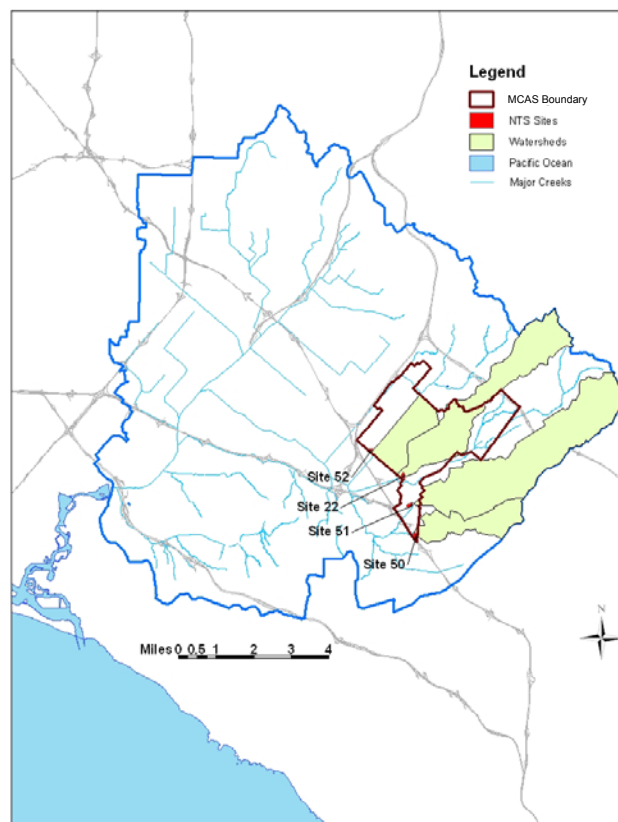 Legend
MCAS Boundary
NTS Sites
Watersheds
Pacific Ocean
Major Creeks
Site 52
Site 22
Site 51
Site 50
N
Miles 0 0.5 1 2 3 4